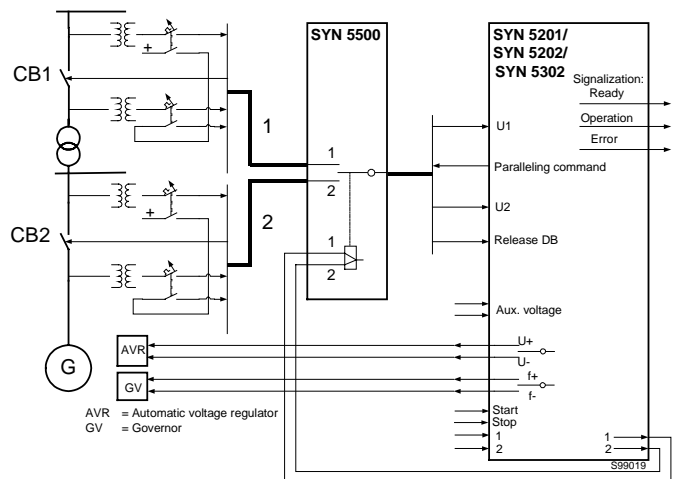 CB1
+
1
CB2
+
2
G
SYN 5500
1
2
1
2
SYN 5201/
SYN 5202/
SYN 5302
Signalization:
Ready
Operation
Error
U1
Paralleling command
U2
Release DB
Aux. voltage
U+
U-
f+
f-
Start
Stop
1
2
1
2
S99019
AVR
GV
AVR = Automatic voltage regulator
GV = Governor